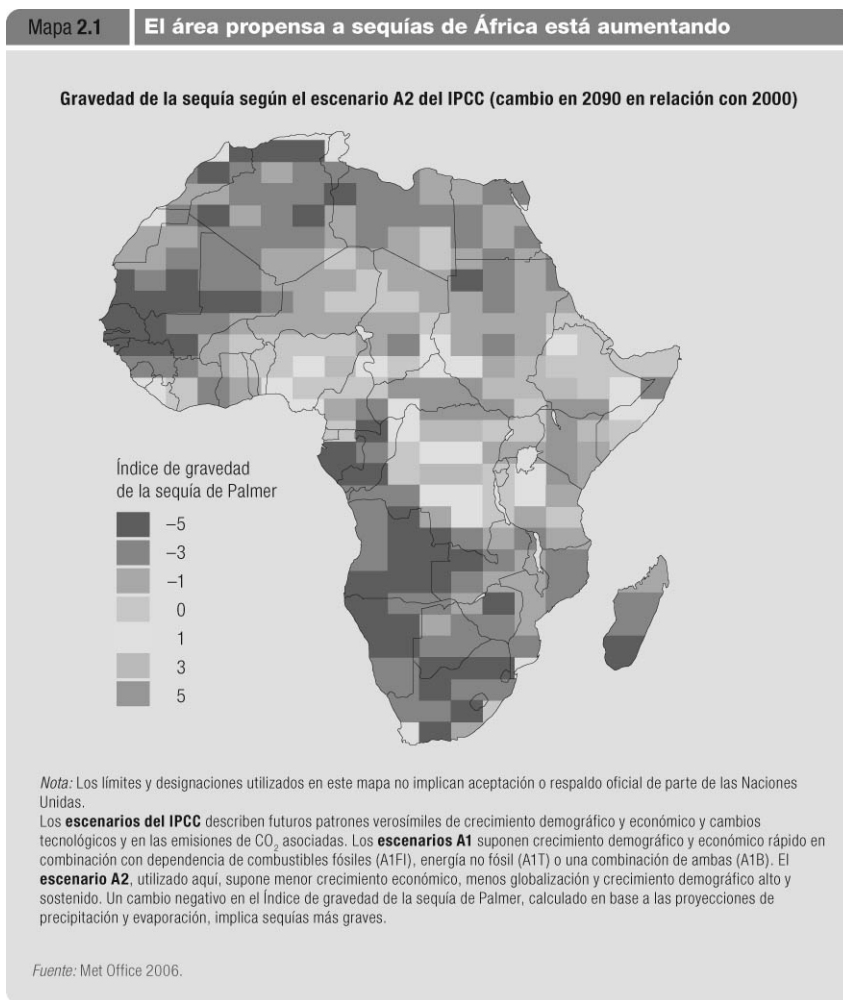 Mapa 2.1 El área propensa a sequías de África está aumentando
Gravedad de la sequía según el escenario A2 del IPCC (cambio en 2090 en relación con 2000)
Índice de gravedad
de la sequía de Palmer
–5
–3
–1
0
1
3
5
Nota: Los límites y designaciones utilizados en este mapa no implican aceptación o respaldo oficial de parte de las Naciones
Unidas.
Los escenarios del IPCC describen futuros patrones verosímiles de crecimiento demográfico y económico y cambios
tecnológicos y en las emisiones de CO₂ asociadas. Los escenarios A1 suponen crecimiento demográfico y económico rápido en
combinación con dependencia de combustibles fósiles (A1FI), energía no fósil (A1T) o una combinación de ambas (A1B). El
escenario A2, utilizado aquí, supone menor crecimiento económico, menos globalización y crecimiento demográfico alto y
sostenido. Un cambio negativo en el Índice de gravedad de la sequía de Palmer, calculado en base a las proyecciones de
precipitación y evaporación, implica sequías más graves.
Fuente: Met Office 2006.